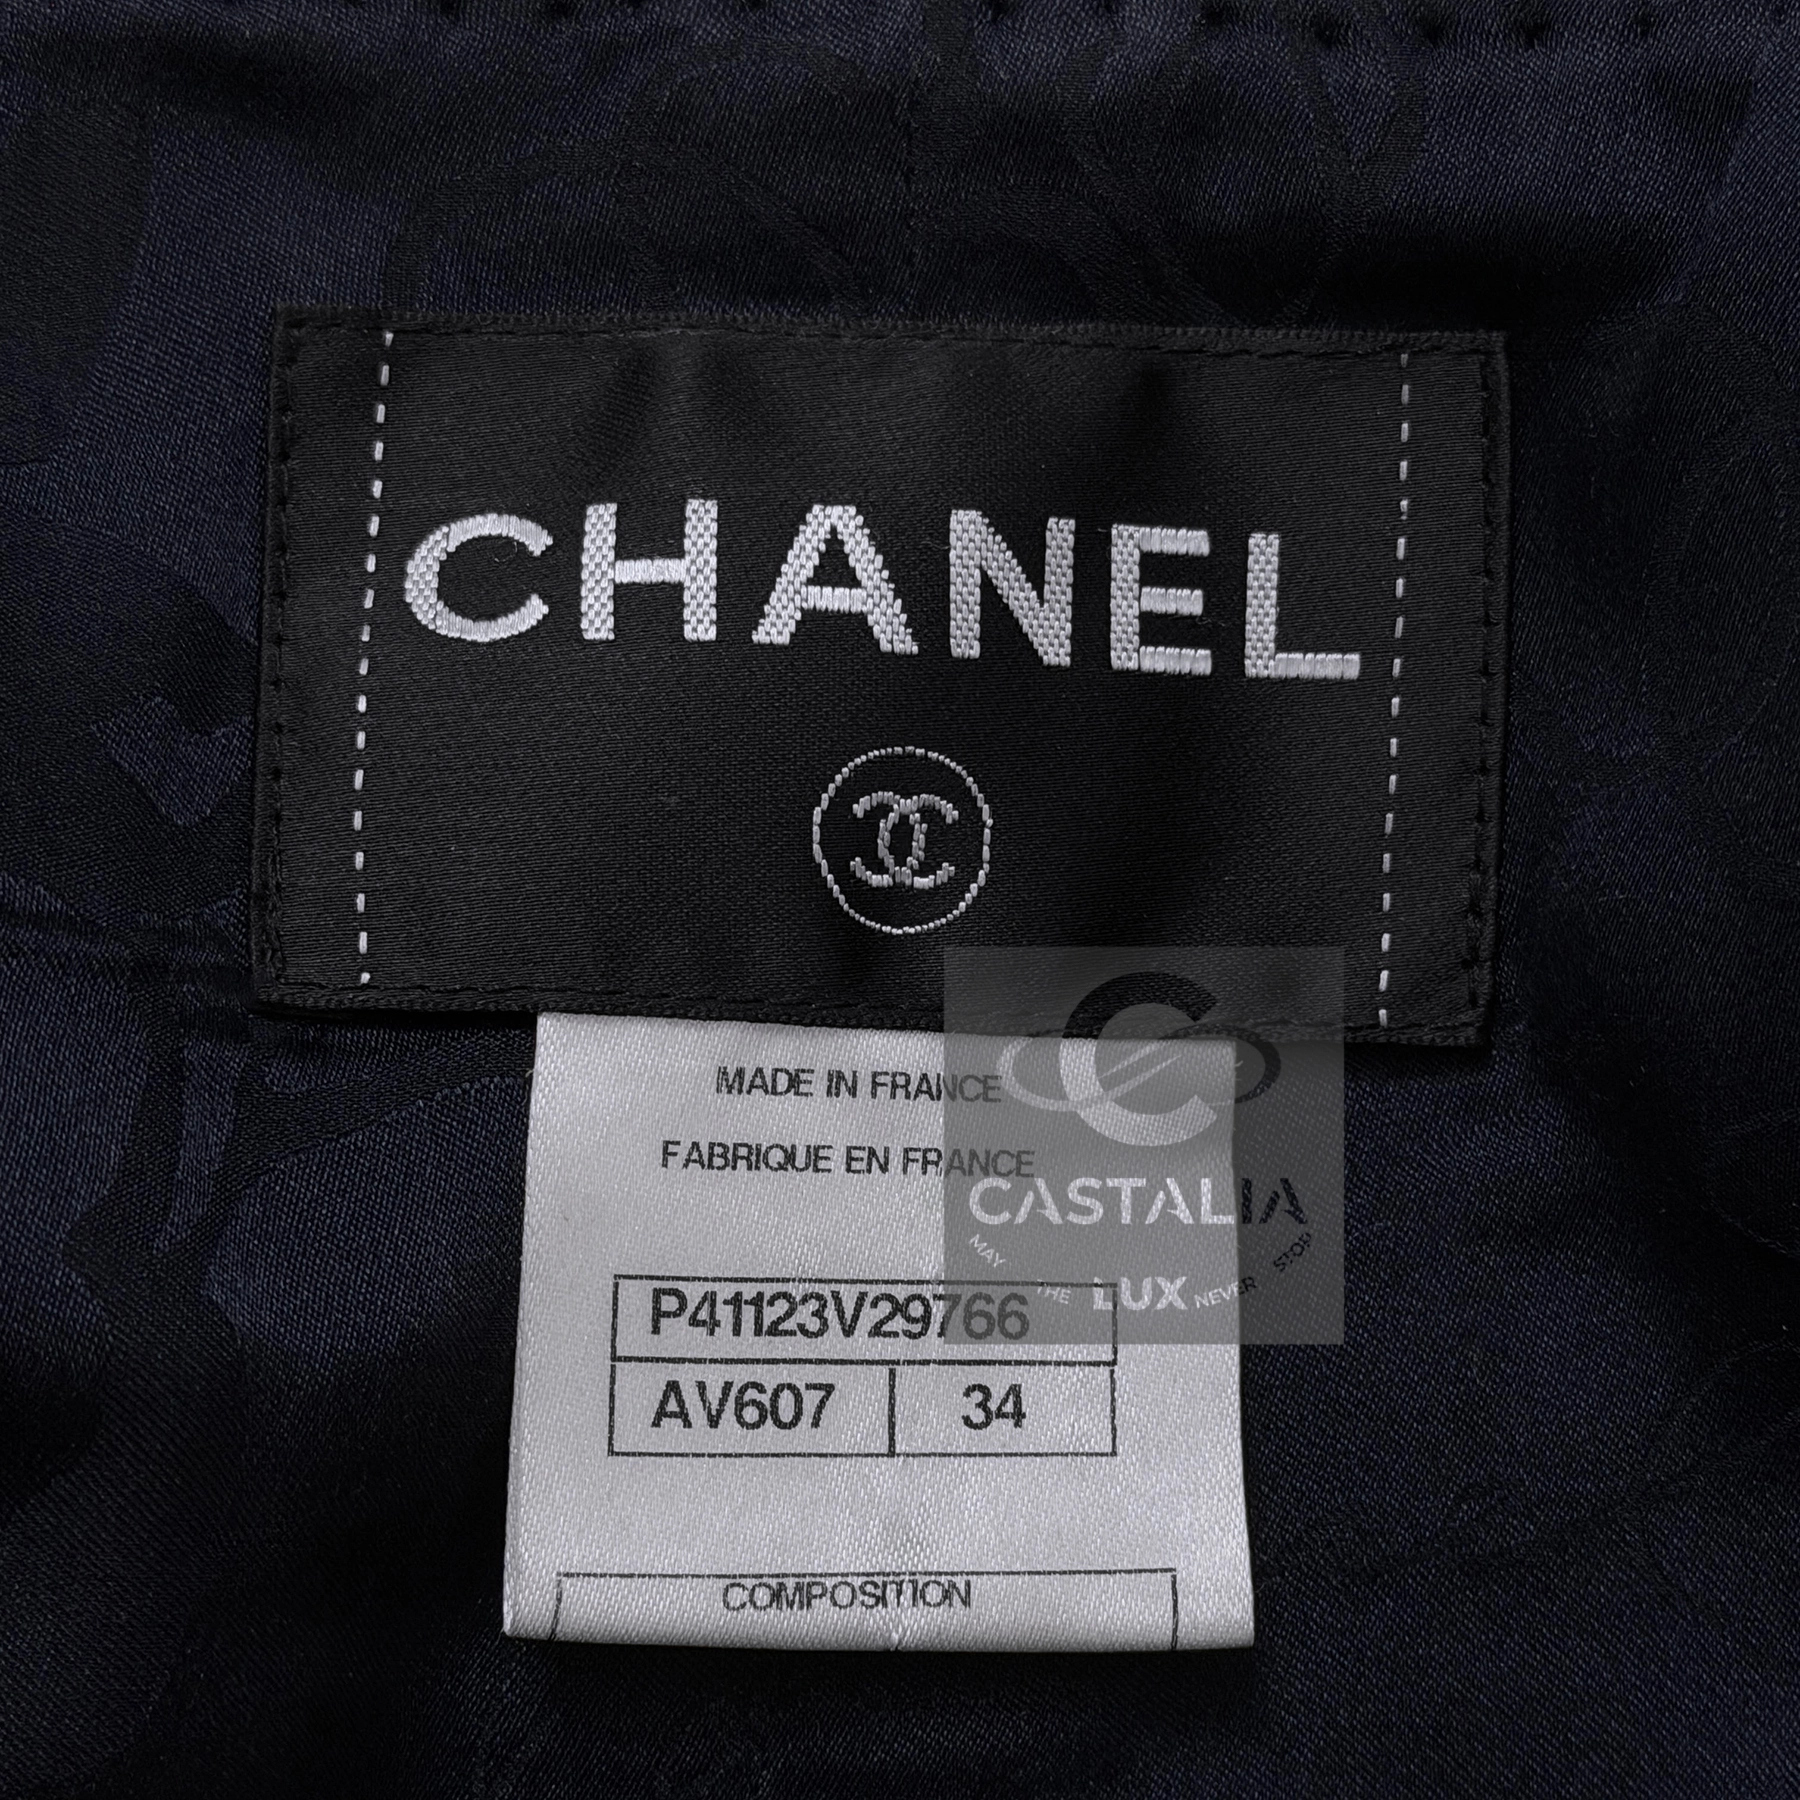 CHANEL
MADE IN FRANCE
FABRIQUE EN FRANCE
CASTALIA
MAY THE LUX NEVER STOP
P41123V29766
AV607 34
COMPOSITION